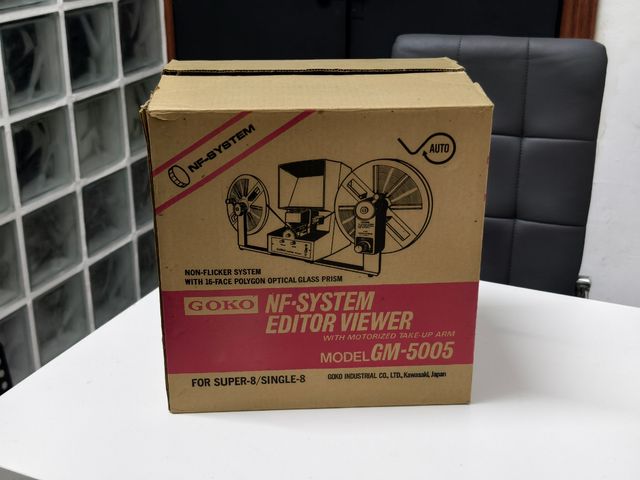 NF-SYSTEM
AUTO
NON-FLICKER SYSTEM
WITH 16-FACE POLYGON OPTICAL GLASS PRISM
GOKO NF-SYSTEM
EDITOR VIEWER
WITH MOTORIZED TAKE-UP ARM
MODEL GM-5005
FOR SUPER-8/SINGLE-8
GOKO INDUSTRIAL CO., LTD., Kawasaki, Japan